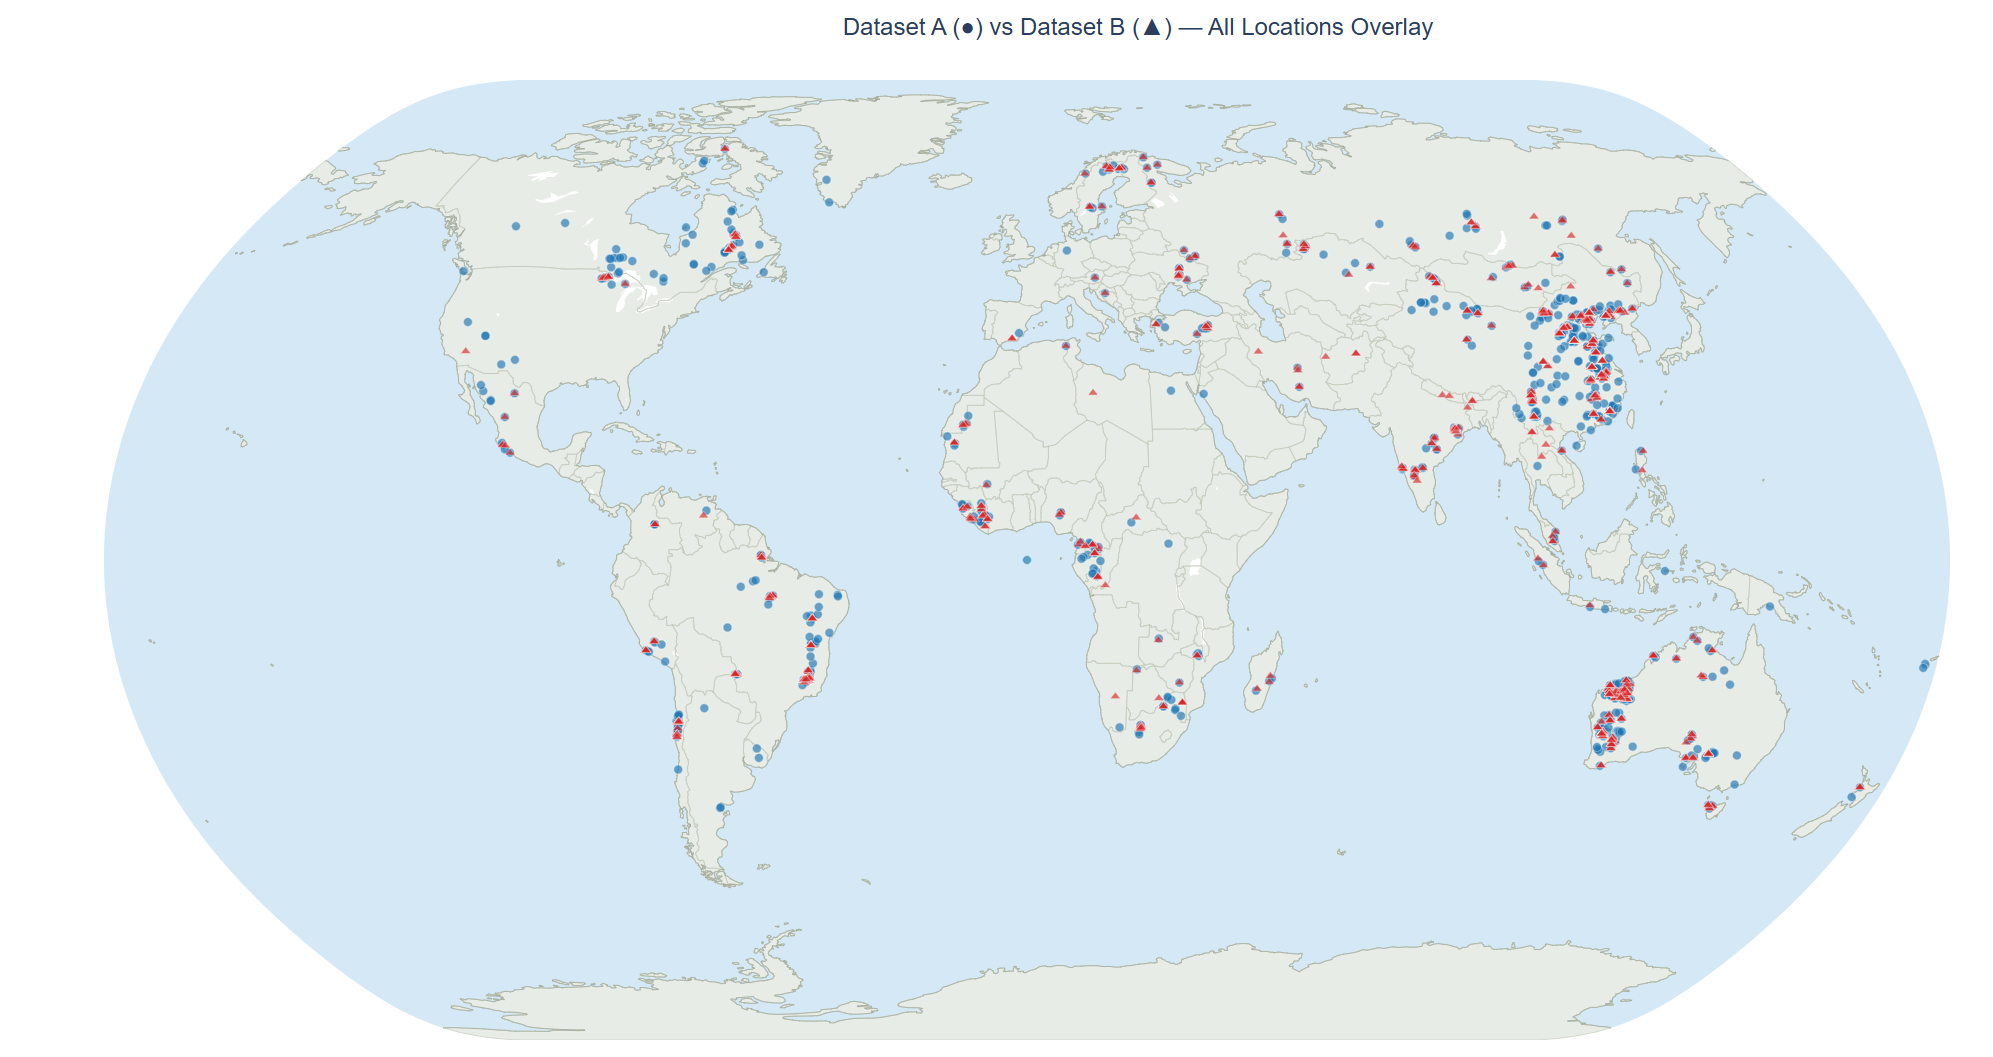 Dataset A (●) vs Dataset B (▲) — All Locations Overlay